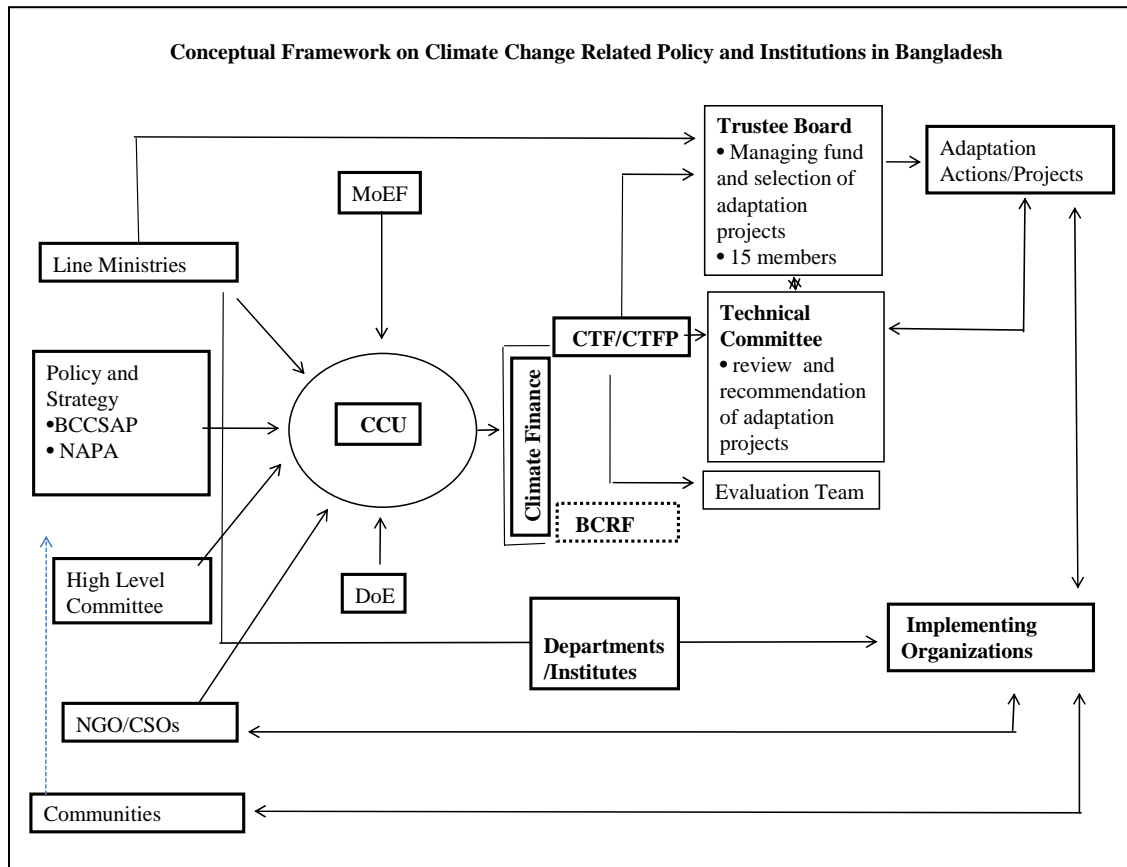 Conceptual Framework on Climate Change Related Policy and Institutions in Bangladesh
Trustee Board
• Managing fund
and selection of
adaptation
projects
• 15 members
Adaptation
Actions/Projects
MoEF
Line Ministries
Technical
Committee
• review and
recommendation
of adaptation
projects
CTF/CTFP
Policy and
Strategy
•BCCSAP
• NAPA
CCU
Climate Finance
Evaluation Team
BCRF
High Level
Committee
DoE
Departments
/Institutes
Implementing
Organizations
NGO/CSOs
Communities